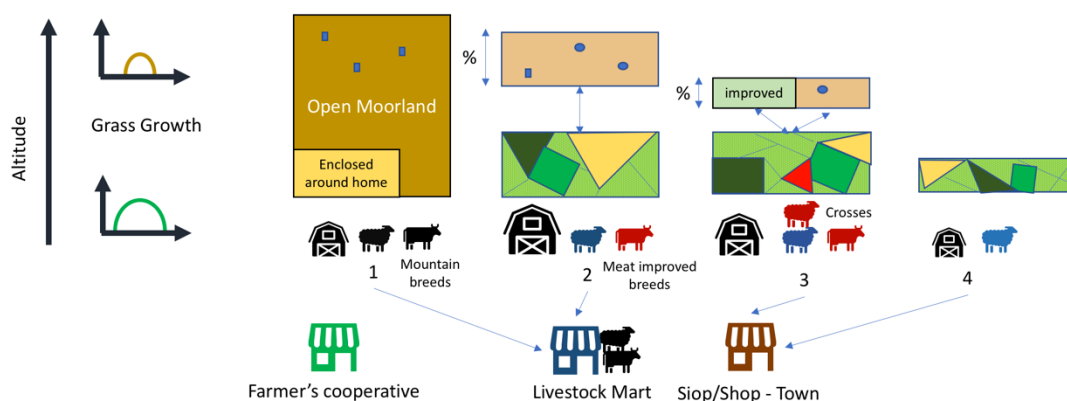 Altitude
Grass Growth
Open Moorland
Enclosed
around home
%
%
improved
1
Mountain
breeds
2
Meat improved
breeds
Crosses
3
4
Farmer's cooperative
Livestock Mart
Siop/Shop - Town